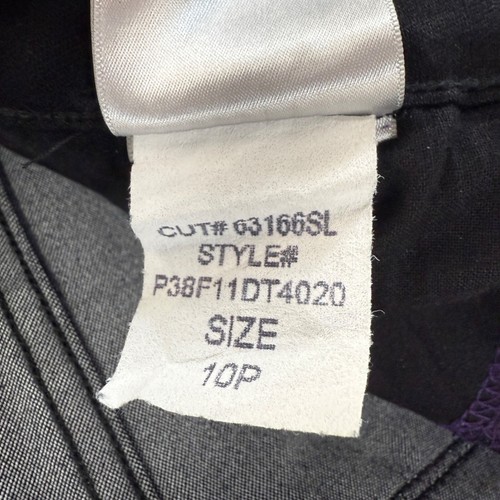 CUT# 63166SL
STYLE#
P38F11DT4020
SIZE
10P